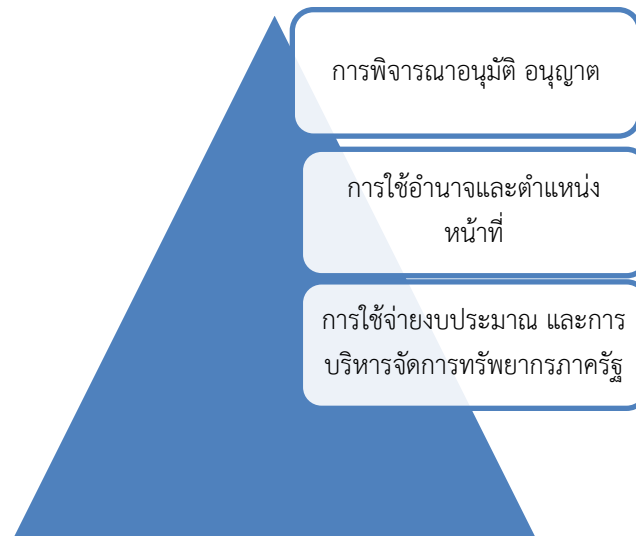 การพิจารณาอนุมัติ อนุญาต
การใช้อำนาจและตำแหน่ง
หน้าที่
การใช้จ่ายงบประมาณ และการ
บริหารจัดการทรัพยากรภาครัฐ